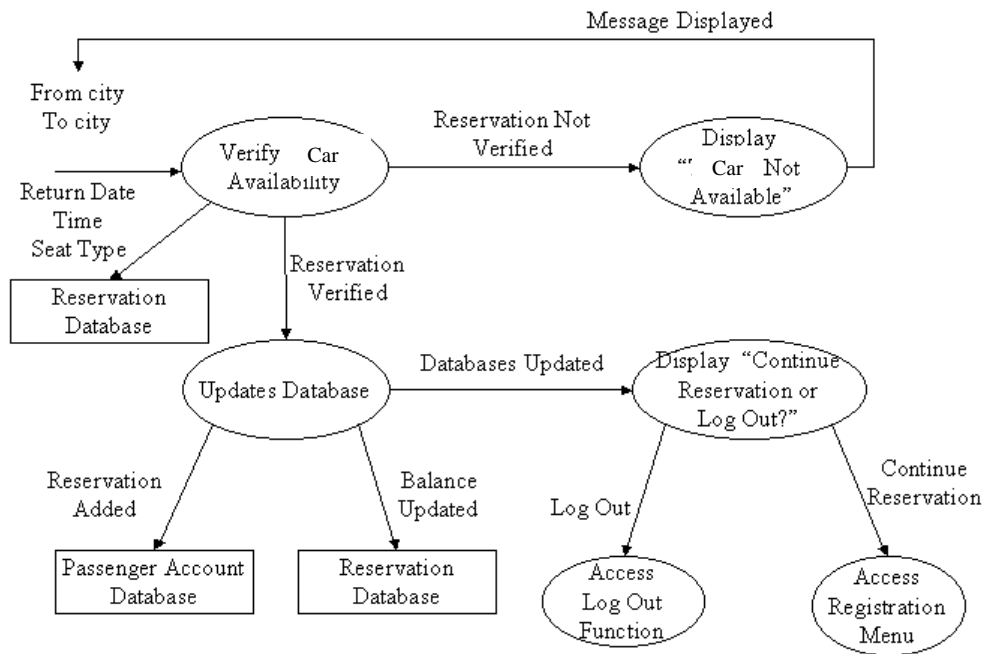 Message Displayed
From city
To city
Verify Car
Availability
Reservation Not
Verified
Display
“ Car Not
Available”
Return Date
Time
Seat Type
Reservation
Verified
Reservation
Database
Updates Database
Databases Updated
Display “Continue
Reservation or
Log Out?”
Reservation
Added
Balance
Updated
Log Out
Continue
Reservation
Passenger Account
Database
Reservation
Database
Access
Log Out
Function
Access
Registration
Menu